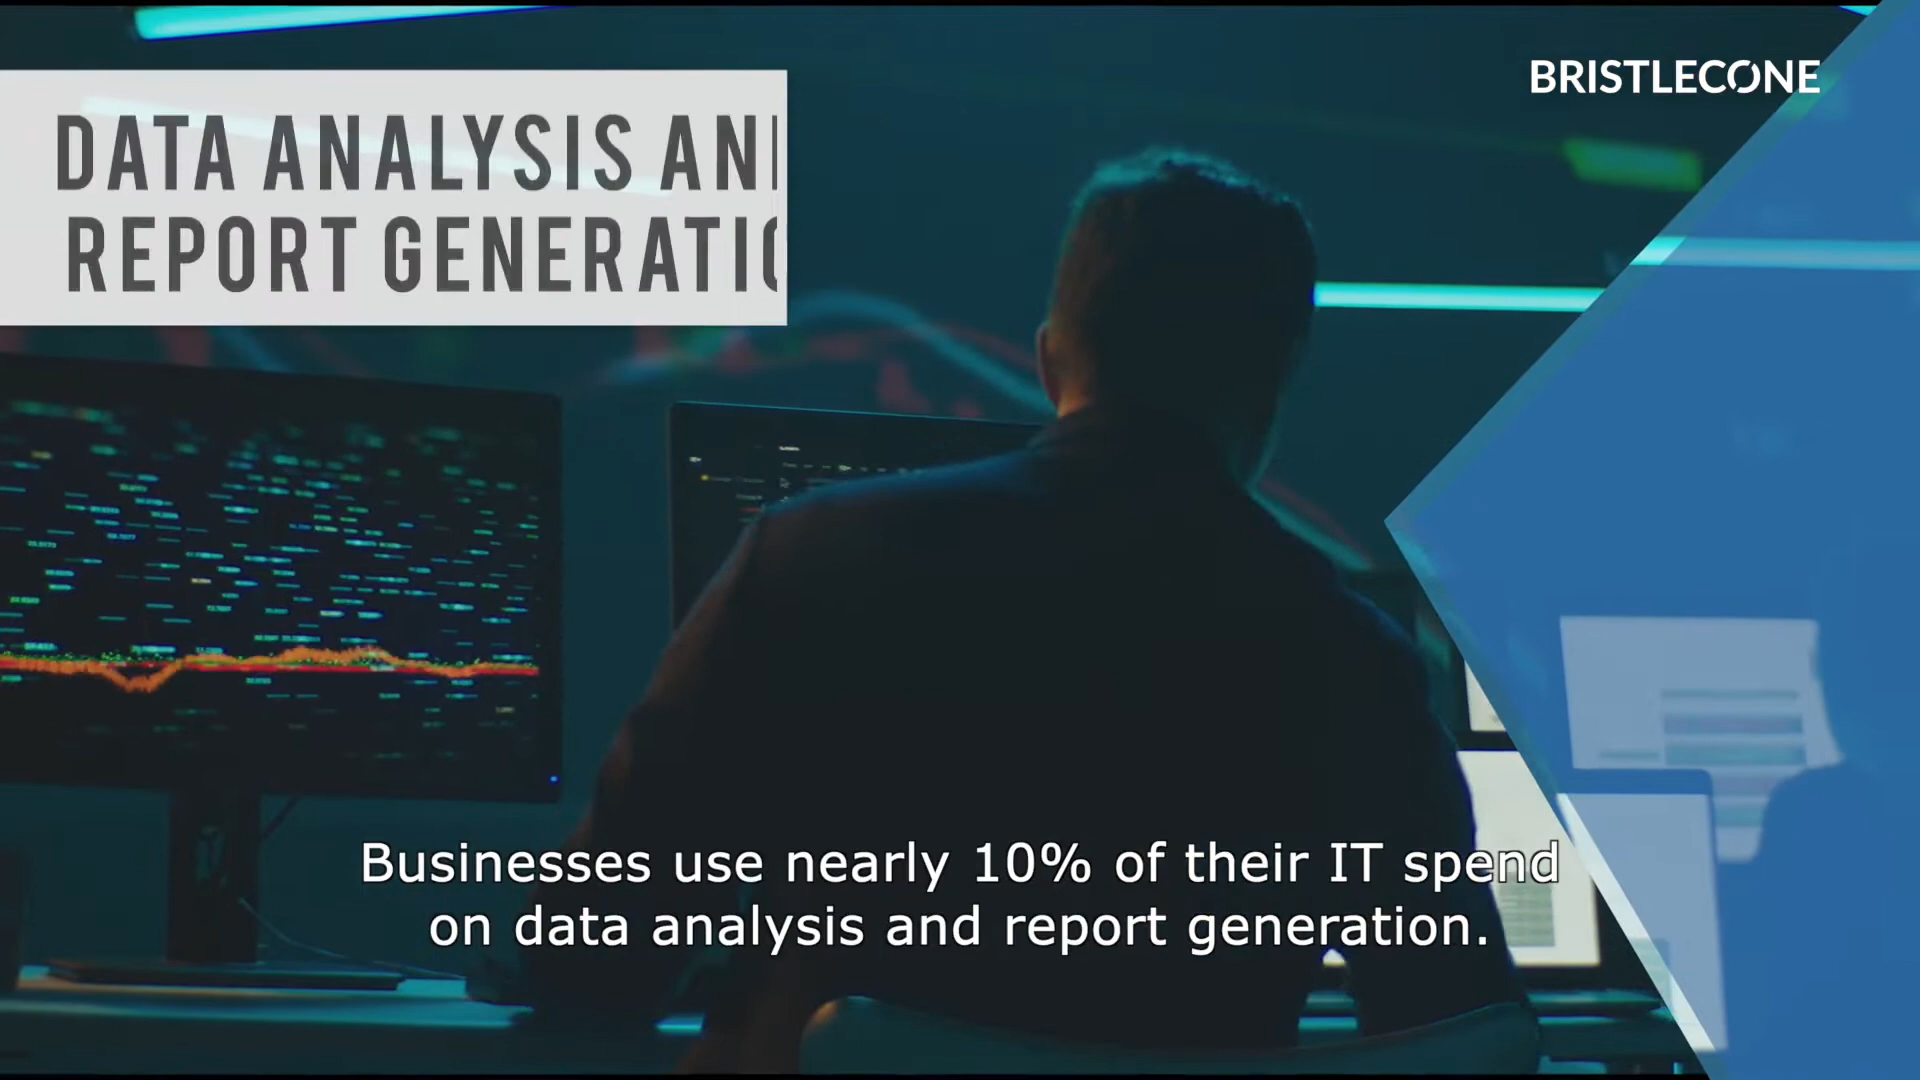 BRISTLECONE
DATA ANALYSIS AN
REPORT GENERATI
Businesses use nearly 10% of their IT spend
on data analysis and report generation.